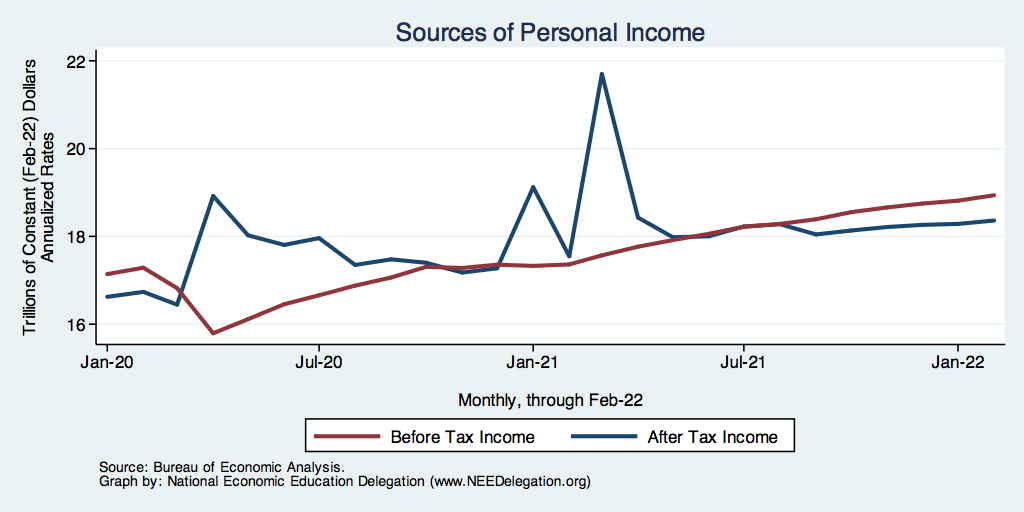 Sources of Personal Income
Trillions of Constant (Feb-22) Dollars
Annualized Rates
22
20
18
16
Jan-20 Jul-20 Jan-21 Jul-21 Jan-22
Monthly, through Feb-22
Before Tax Income After Tax Income
Source: Bureau of Economic Analysis.
Graph by: National Economic Education Delegation (www.NEEDelegation.org)